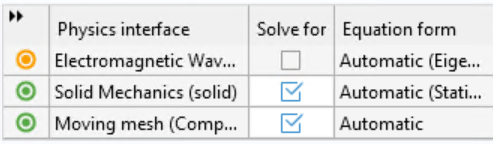 Physics interface Solve for Equation form
Electromagnetic Wav... Automatic (Eige...
Solid Mechanics (solid) Automatic (Stati...
Moving mesh (Comp... Automatic